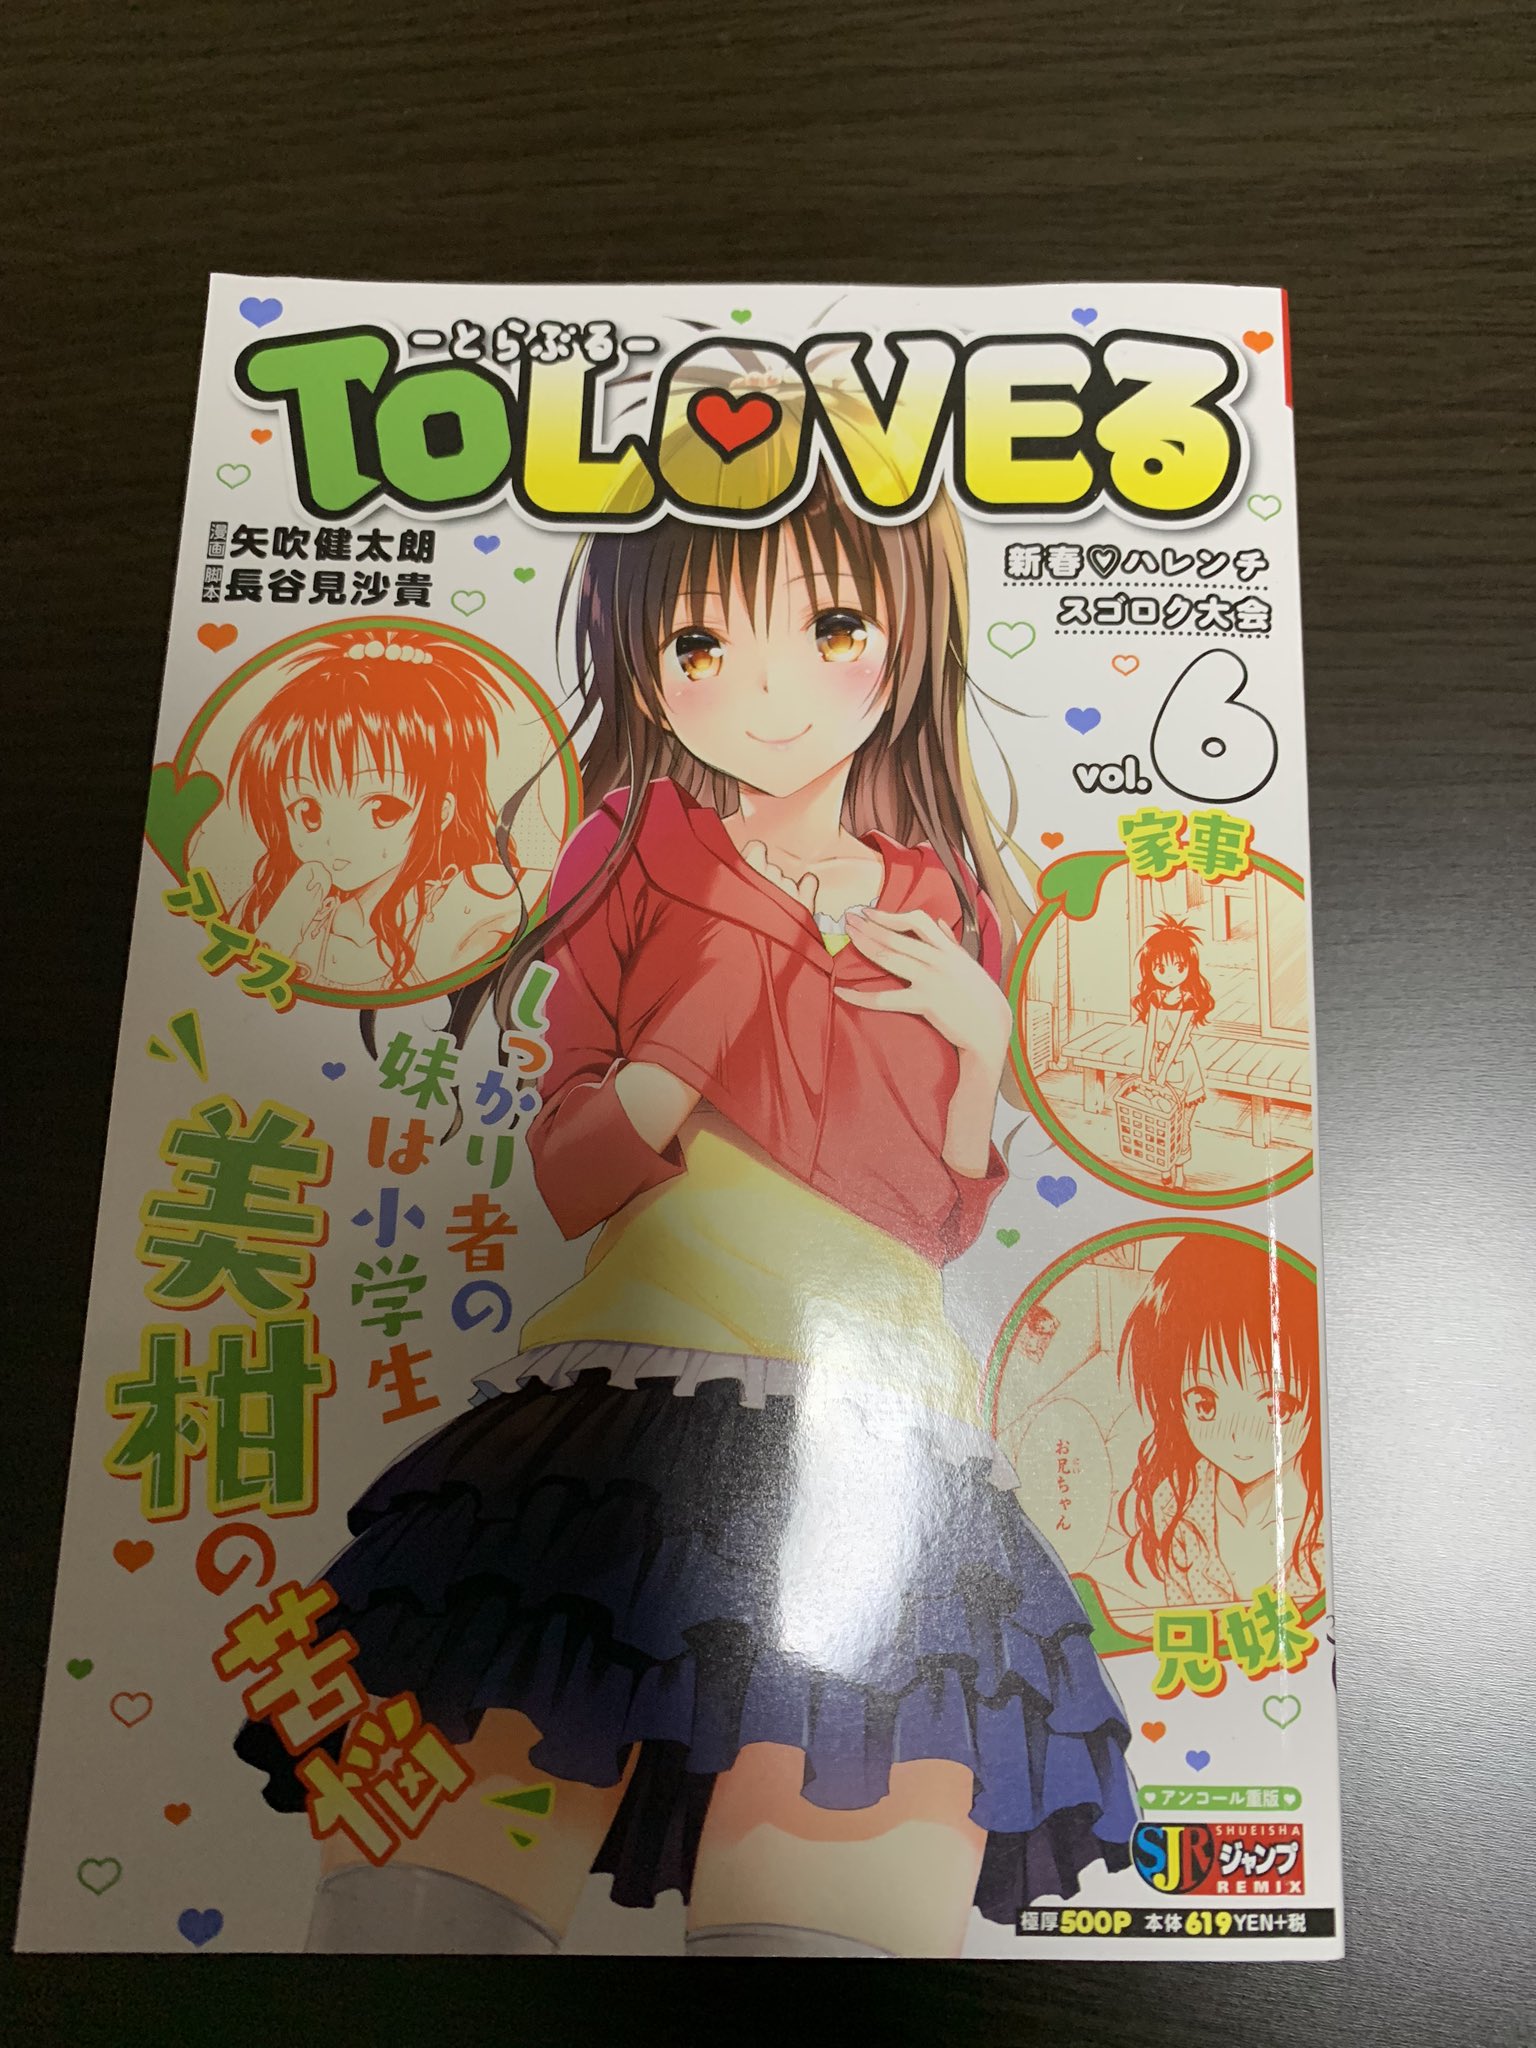 -とらぶる-
ToLOVEる
漫画 矢吹健太朗
脚本 長谷見沙貴
新春♡ハレンチ
スゴロク大会
vol.6
アイス
家事
しっかり者の
妹は小学生
美柑の苦悩
お兄ちゃん
兄妹
♥アンコール重版♥
SJR
SHUEISHA
ジャンプ
REMIX
極厚500P 本体619YEN+税